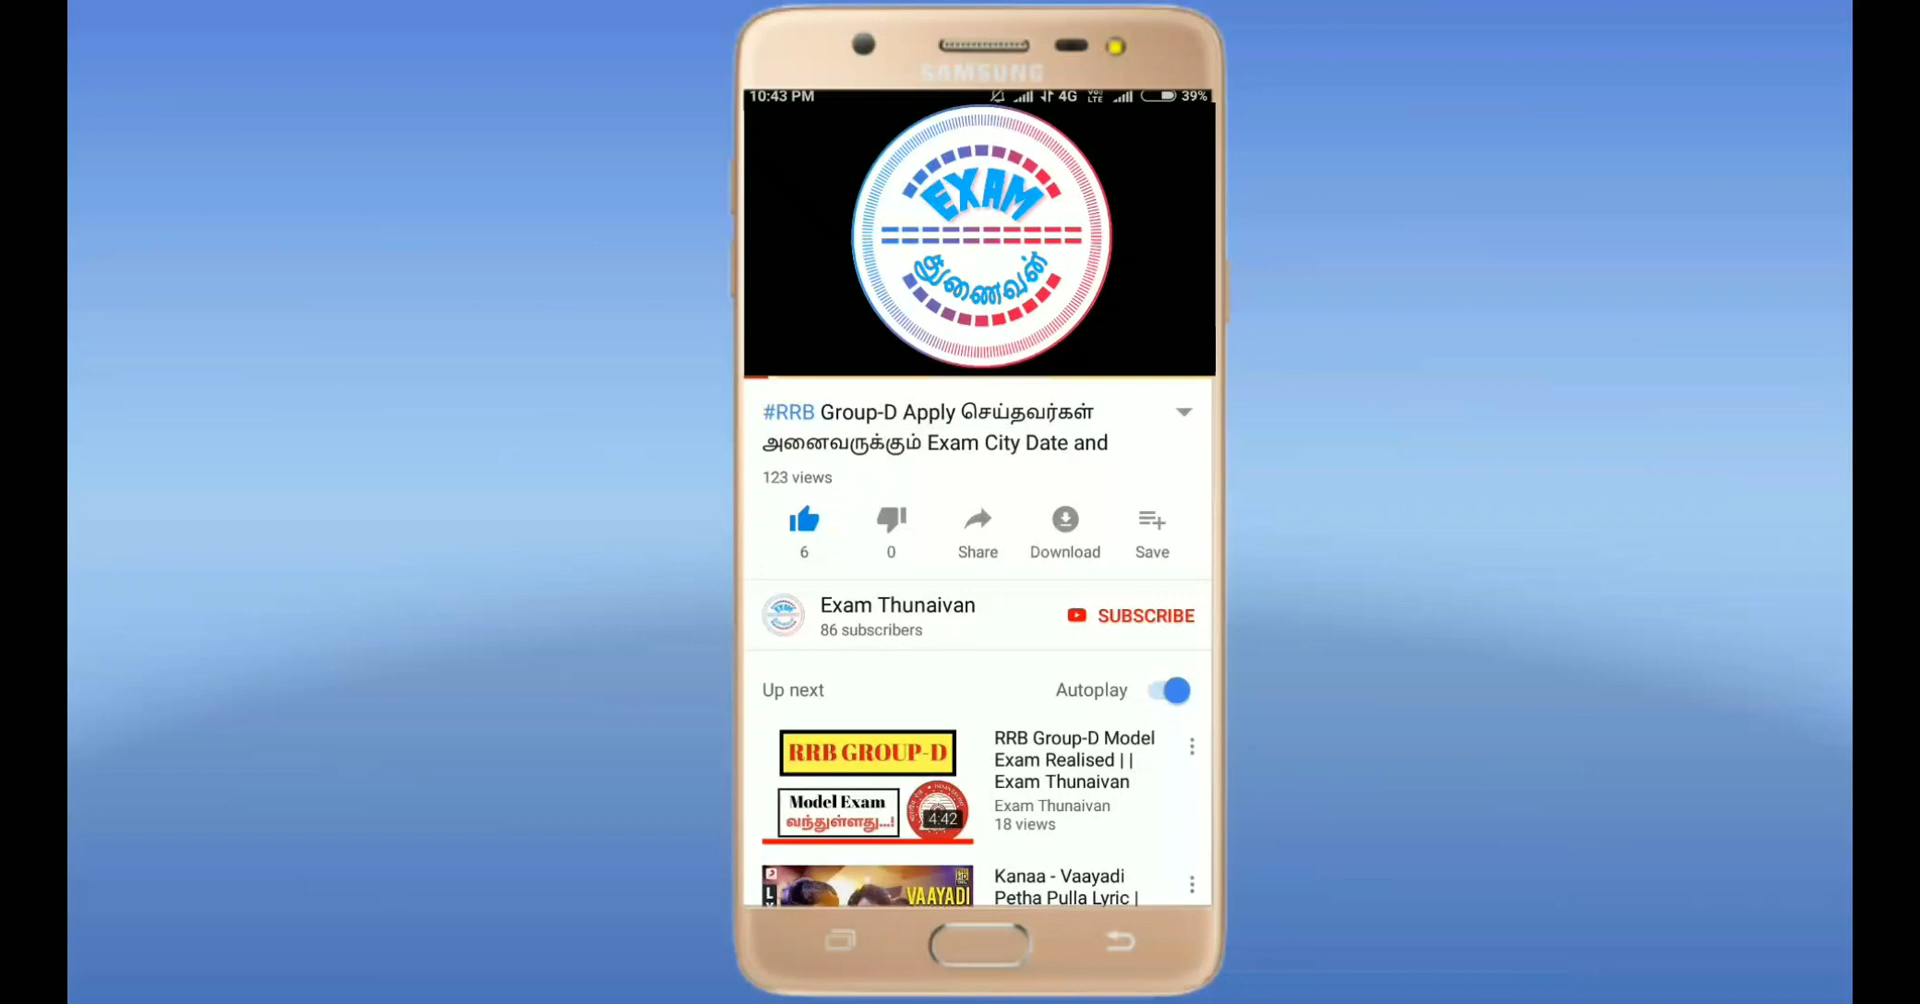 SAMSUNG
10:43 PM
4G VoLTE 39%
EXAM
துணைவன்
#RRB Group-D Apply செய்தவர்கள்
அனைவருக்கும் Exam City Date and
123 views
6
0
Share
Download
Save
Exam Thunaivan
86 subscribers
SUBSCRIBE
Up next
Autoplay
RRB GROUP-D
Model Exam
வந்துள்ளது...!
4:42
RRB Group-D Model
Exam Realised ||
Exam Thunaivan
Exam Thunaivan
18 views
VAAYADI
Kanaa - Vaayadi
Petha Pulla Lyric |